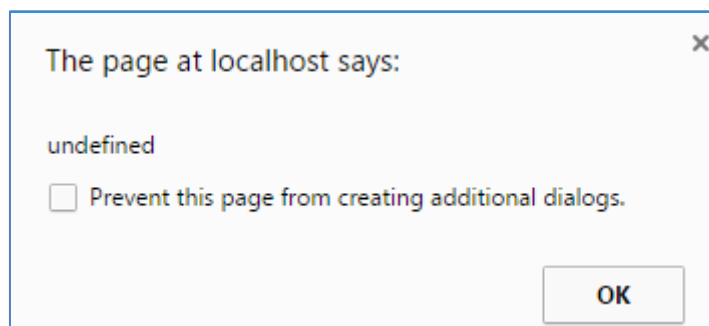 The page at localhost says:
undefined
Prevent this page from creating additional dialogs.
OK